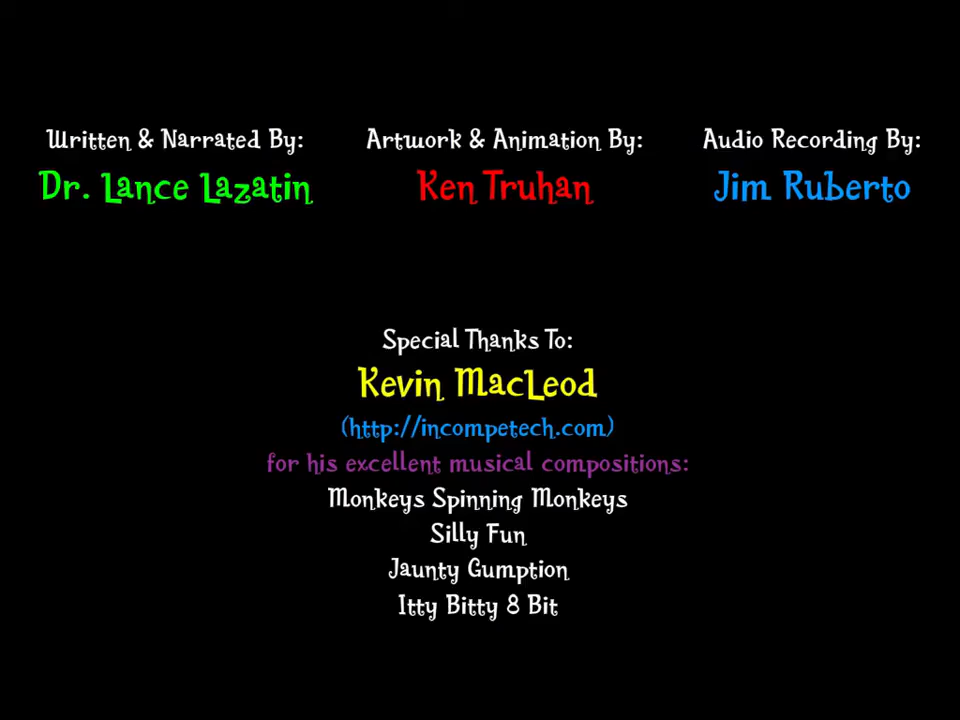 Written & Narrated By:
Dr. Lance Lazatin
Artwork & Animation By:
Ken Truhan
Audio Recording By:
Jim Ruberto
Special Thanks To:
Kevin MacLeod
(http://incompetech.com)
for his excellent musical compositions:
Monkeys Spinning Monkeys
Silly Fun
Jaunty Gumption
Itty Bitty 8 Bit